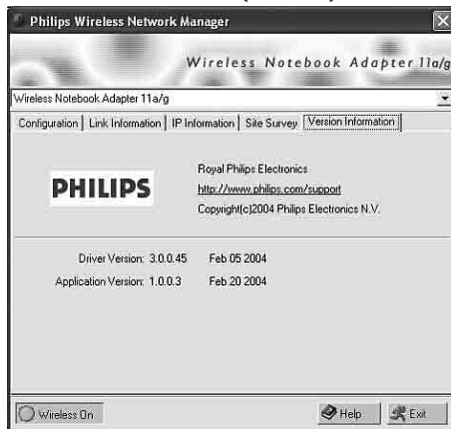 Philips Wireless Network Manager
Wireless Notebook Adapter 11a/g
Wireless Notebook Adapter 11a/g
Configuration Link Information IP Information Site Survey Version Information
PHILIPS
Royal Philips Electronics
http://www.philips.com/support
Copyright(c)2004 Philips Electronics N.V.
Driver Version: 3.0.0.45 Feb 05 2004
Application Version: 1.0.0.3 Feb 20 2004
Wireless On Help Exit